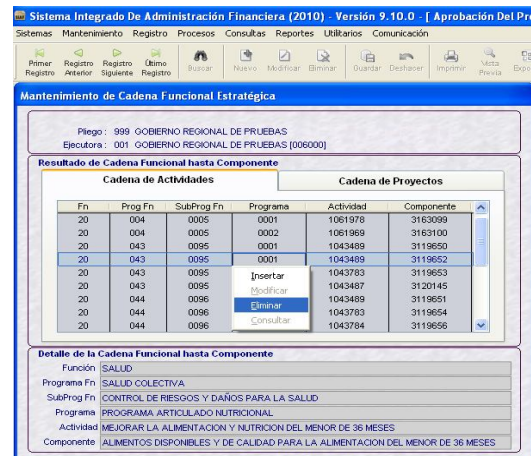 Sistema Integrado De Administración Financiera (2010) - Versión 9.10.0 - [ Aprobación Del Pr
Sistemas Mantenimiento Registro Procesos Consultas Reportes Utilitarios Comunicación
Primer Registro Registro Anterior Registro Siguiente Último Registro Buscar Nuevo Modificar Eliminar Guardar Deshacer Imprimir Vista Previa Expo
Mantenimiento de Cadena Funcional Estratégica
Pliego : 999 GOBIERNO REGIONAL DE PRUEBAS
Ejecutora : 001 GOBIERNO REGIONAL DE PRUEBAS [006000]
Resultado de Cadena Funcional hasta Componente
Cadena de Actividades Cadena de Proyectos
Fn Prog Fn SubProg Fn Programa Actividad Componente
20 004 0005 0001 1061978 3163099
20 004 0005 0002 1061969 3163100
20 043 0095 0001 1043489 3119650
20 043 0095 0001 1043489 3119652
20 043 0095 1043783 3119653
20 043 0095 1043487 3120145
20 044 0096 1043489 3119651
20 044 0096 1043783 3119654
20 044 0096 1043784 3119656
Insertar
Modificar
Eliminar
Consultar
Detalle de la Cadena Funcional hasta Componente
Función SALUD
Programa Fn SALUD COLECTIVA
SubProg Fn CONTROL DE RIESGOS Y DAÑOS PARA LA SALUD
Programa PROGRAMA ARTICULADO NUTRICIONAL
Actividad MEJORAR LA ALIMENTACION Y NUTRICION DEL MENOR DE 36 MESES
Componente ALIMENTOS DISPONIBLES Y DE CALIDAD PARA LA ALIMENTACION DEL MENOR DE 36 MESES